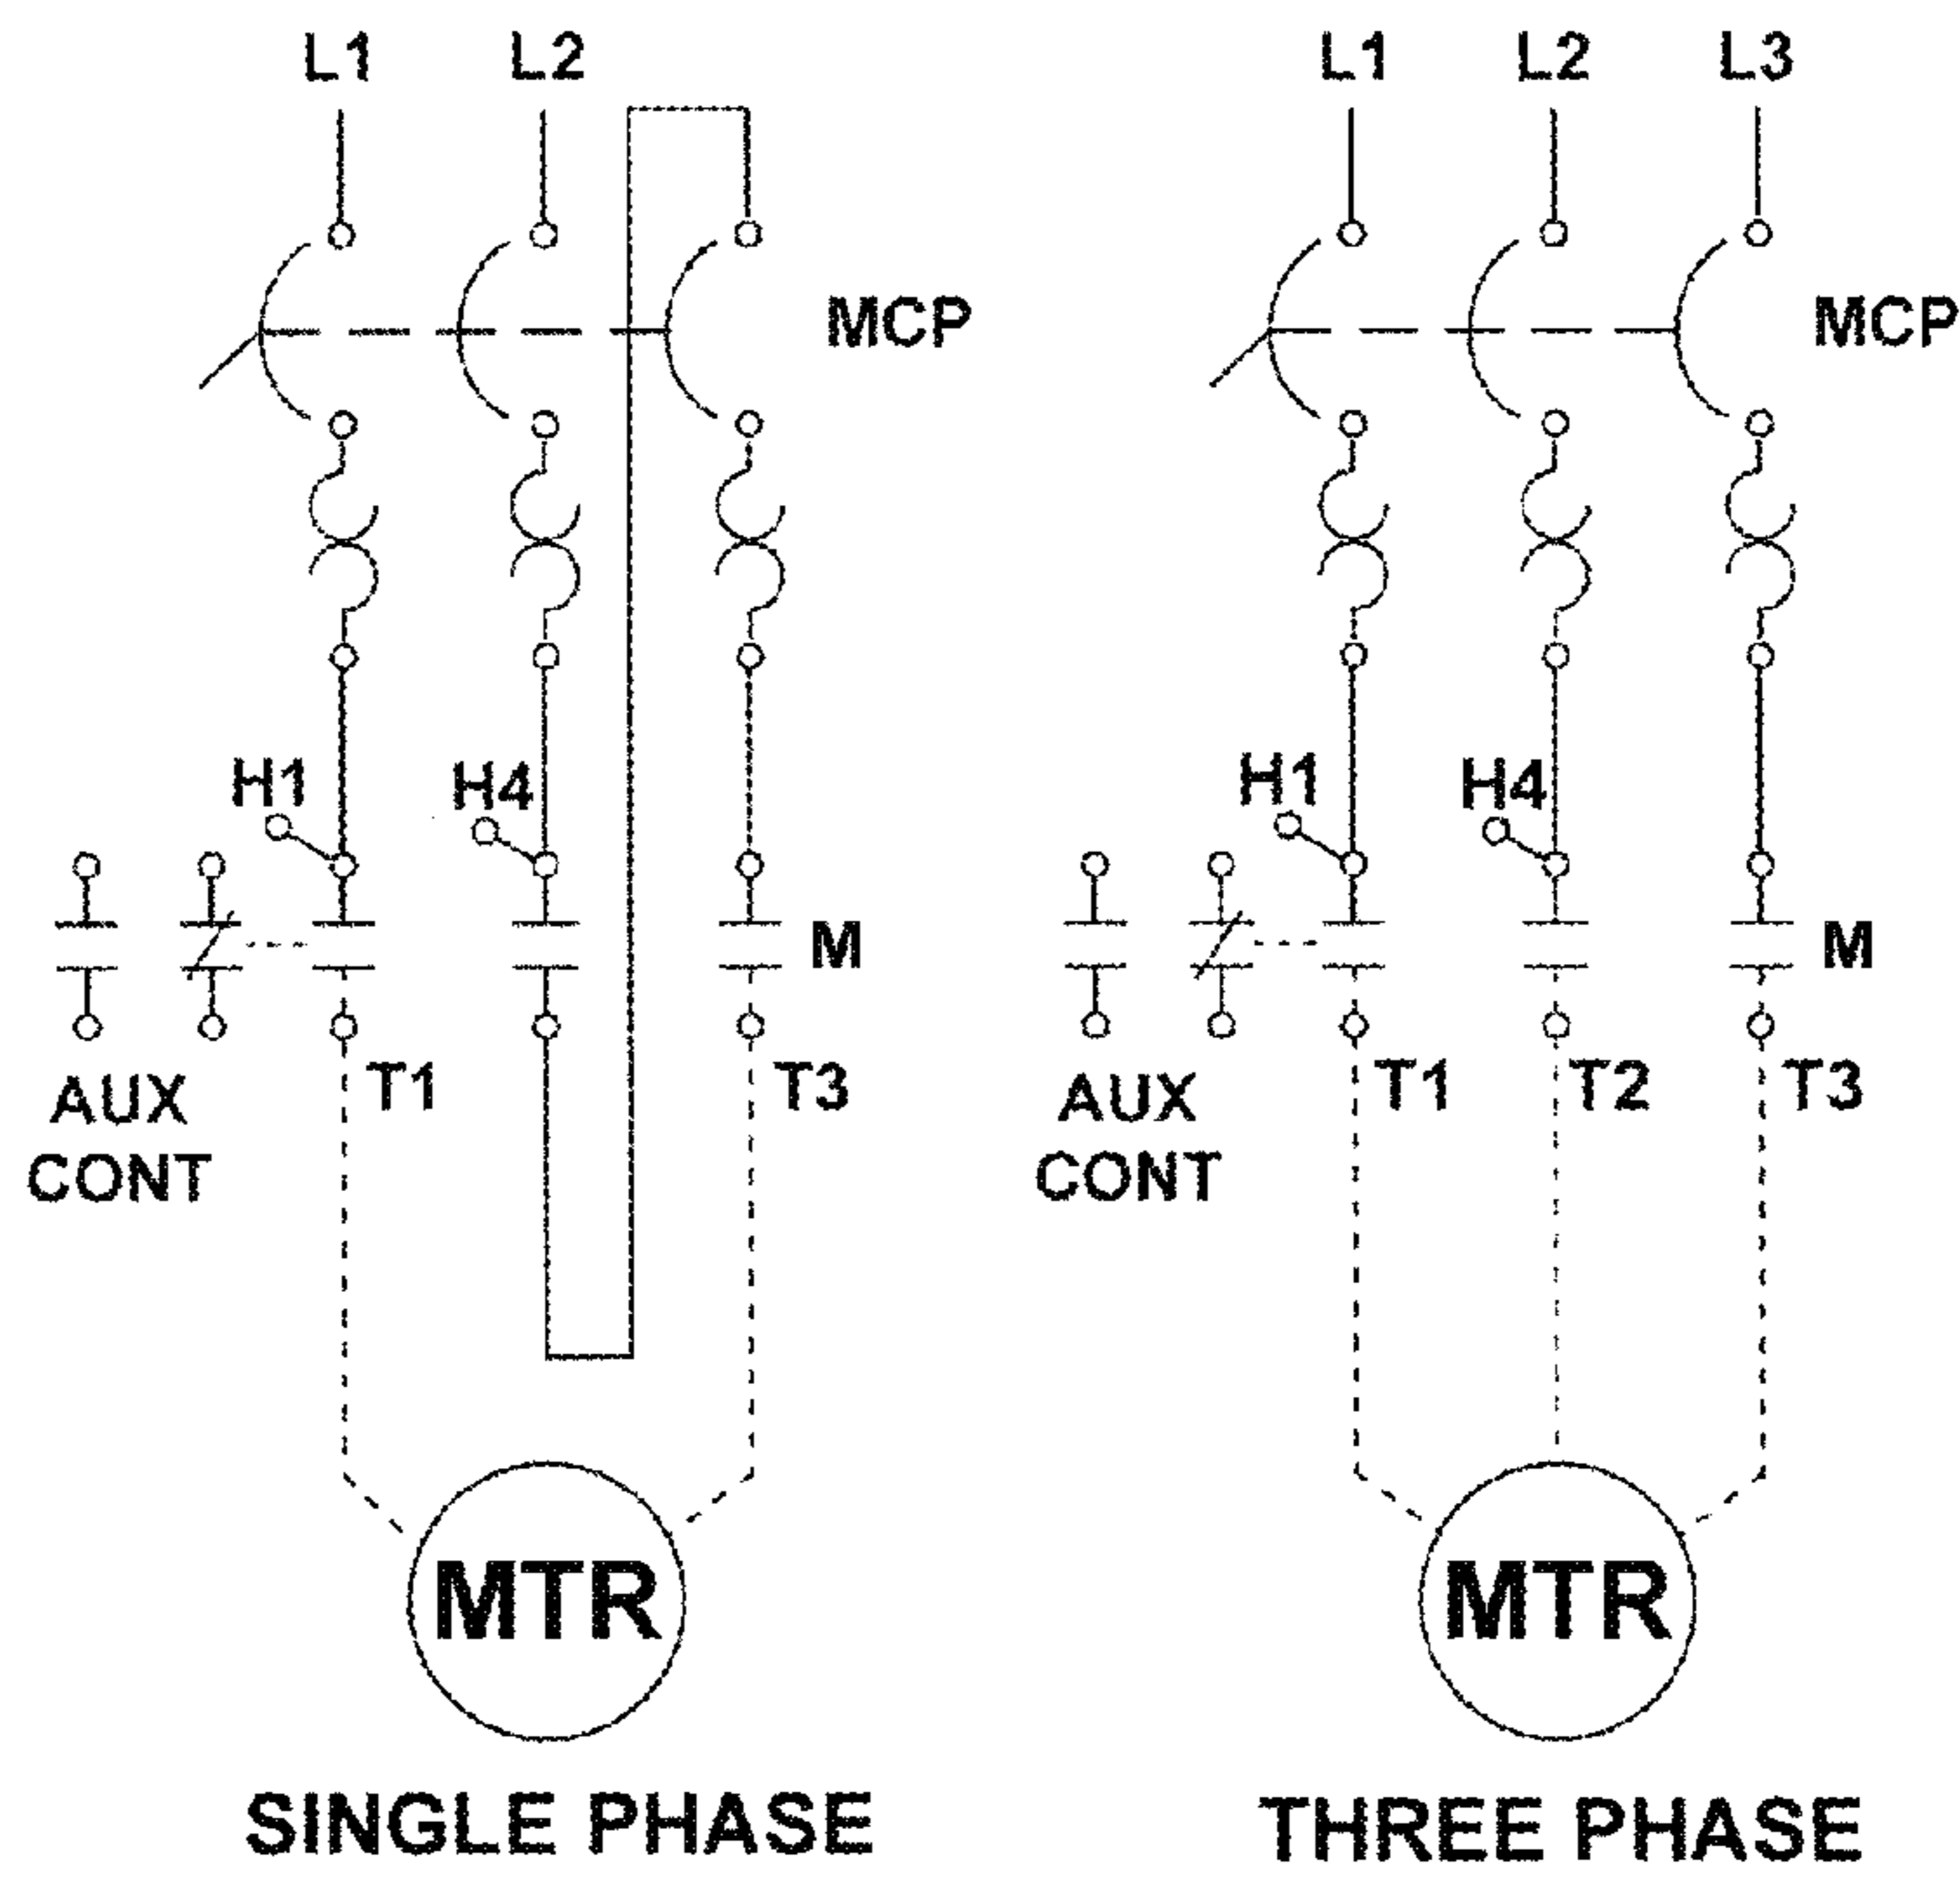 L1
L2
MCP
H1
H4
M
T1
T3
AUX
CONT
MTR
SINGLE PHASE
L1
L2
L3
MCP
H1
H4
M
T1
T2
T3
AUX
CONT
MTR
THREE PHASE